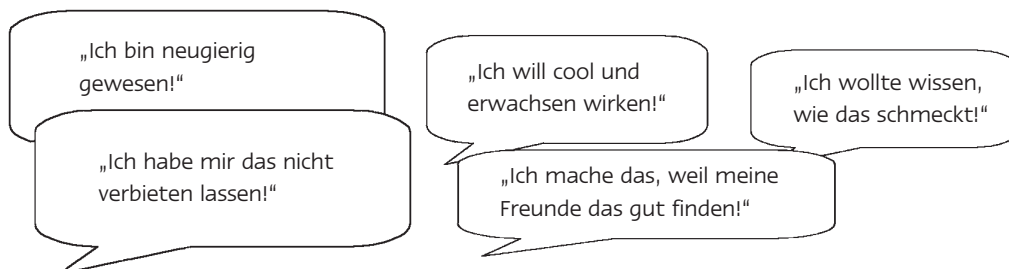 „Ich bin neugierig
gewesen!“
„Ich will cool und
erwachsen wirken!“
„Ich wollte wissen,
wie das schmeckt!“
„Ich habe mir das nicht
verbieten lassen!“
„Ich mache das, weil meine
Freunde das gut finden!“